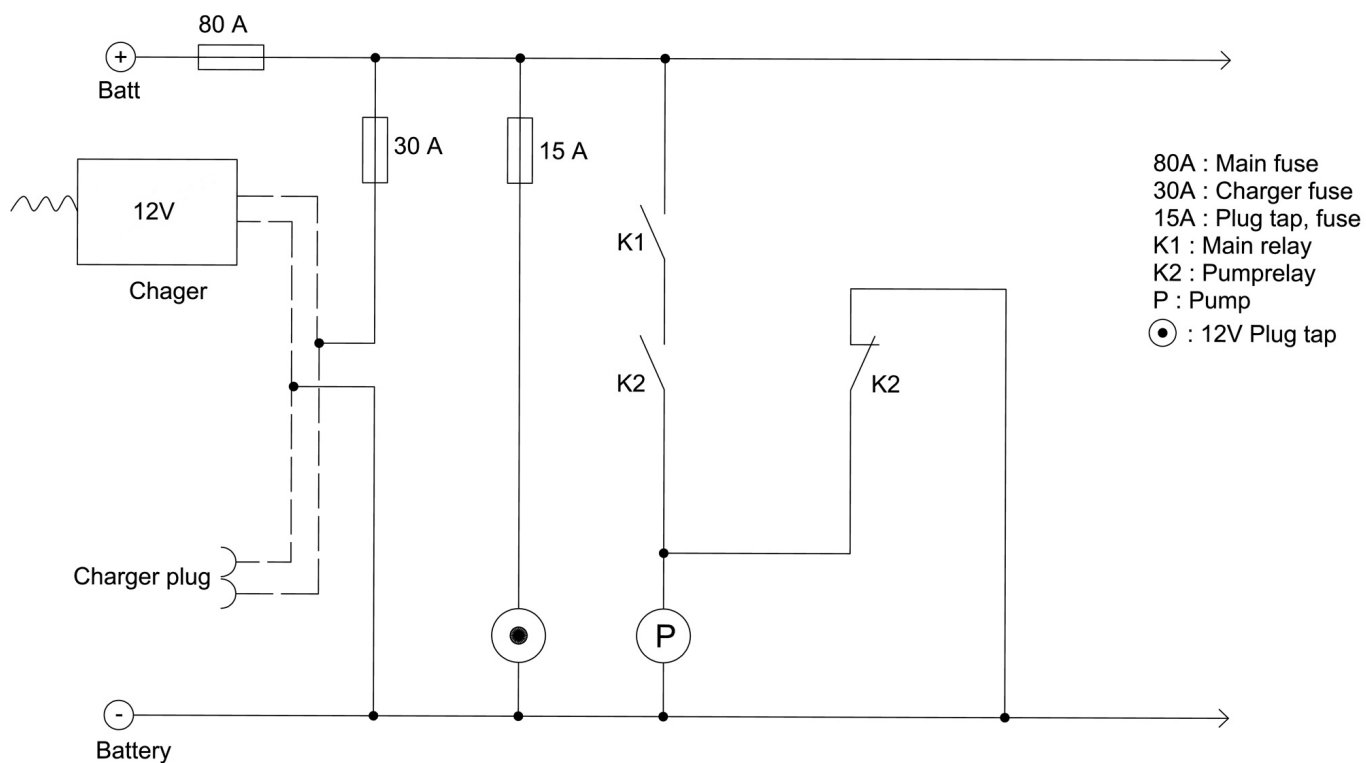 80 A
+
Batt
30 A
15 A
12V
Chager
K1
K2
K2
Charger plug
P
-
Battery
80A : Main fuse
30A : Charger fuse
15A : Plug tap, fuse
K1 : Main relay
K2 : Pumprelay
P : Pump
: 12V Plug tap